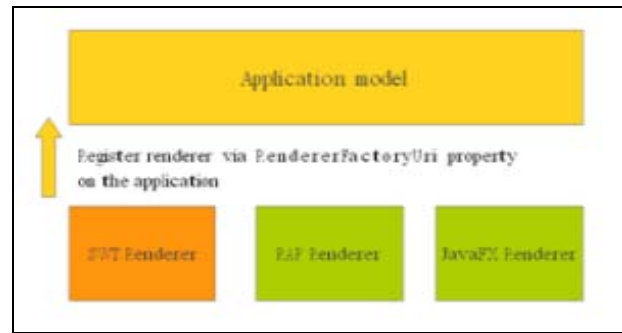 Application model
Register renderer via RendererFactoryUri property
on the application
SWT Renderer
RAP Renderer
JavaFX Renderer